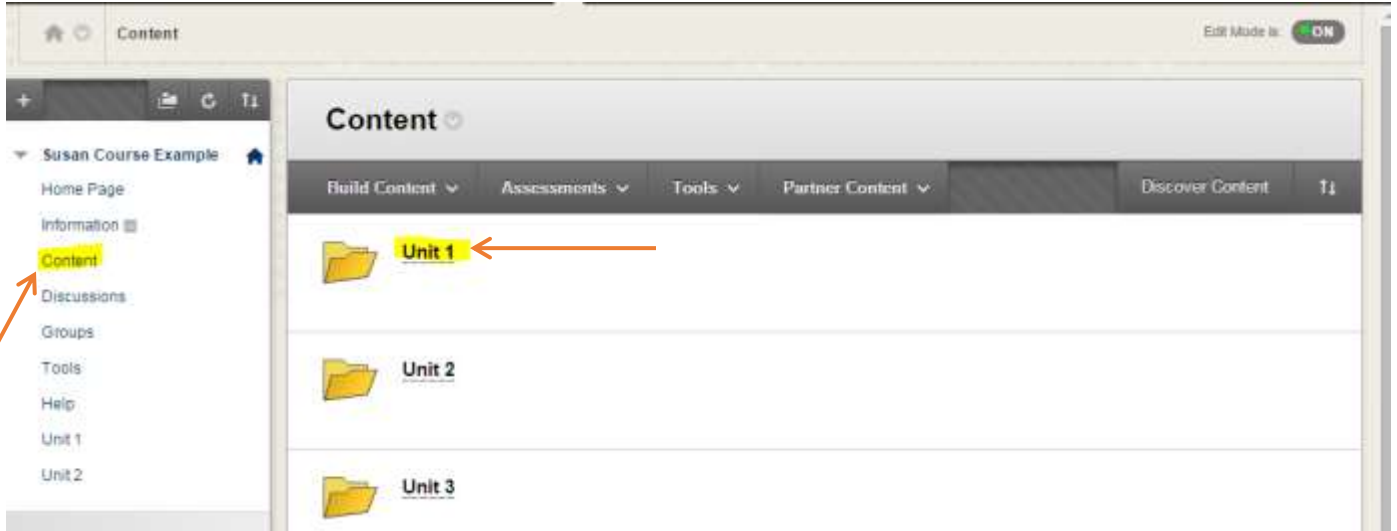 Content
Edit Mode is: ON
Susan Course Example
Home Page
Information
Content
Discussions
Groups
Tools
Help
Unit 1
Unit 2
Content
Build Content Assessments Tools Partner Content Discover Content
Unit 1
Unit 2
Unit 3